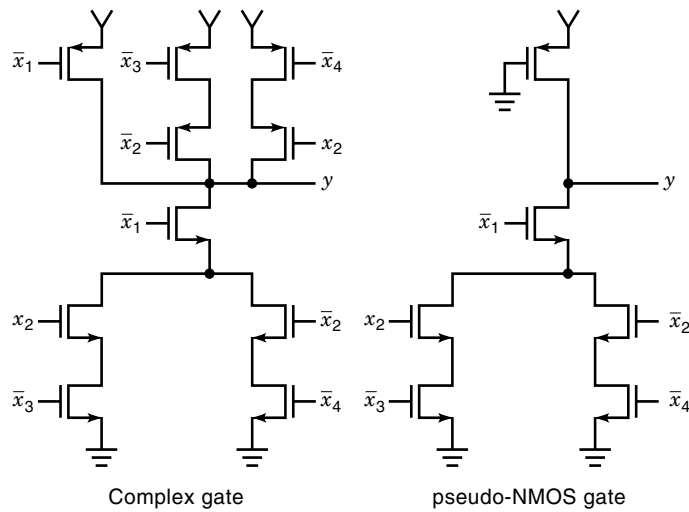 x̅₁
x̅₃
x̅₄
x̅₂
x₂
y
x̅₁
x₂
x̅₂
x̅₃
x̅₄
Complex gate
y
x̅₁
x₂
x̅₂
x̅₃
x̅₄
pseudo-NMOS gate